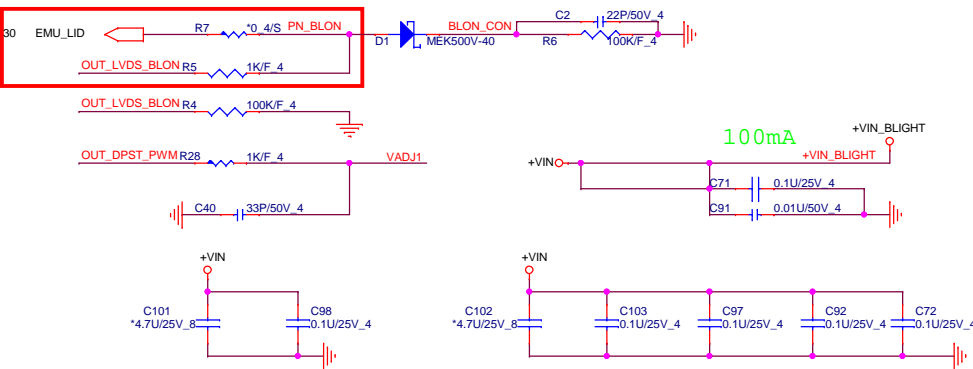 30 EMU_LID R7 *0_4/S PN_BLON D1 MEK500V-40 BLON_CON C2 22P/50V_4
R6 100K/F_4
OUT_LVDS_BLON R5 1K/F_4
OUT_LVDS_BLON R4 100K/F_4
OUT_DPST_PWM R28 1K/F_4 VADJ1
C40 33P/50V_4
100mA
+VIN +VIN_BLIGHT
+VIN_BLIGHT
C71 0.1U/25V_4
C91 0.01U/50V_4
+VIN
C101 *4.7U/25V_8
C98 0.1U/25V_4
+VIN
C102 *4.7U/25V_8
C103 0.1U/25V_4
C97 0.1U/25V_4
C92 0.1U/25V_4
C72 0.1U/25V_4